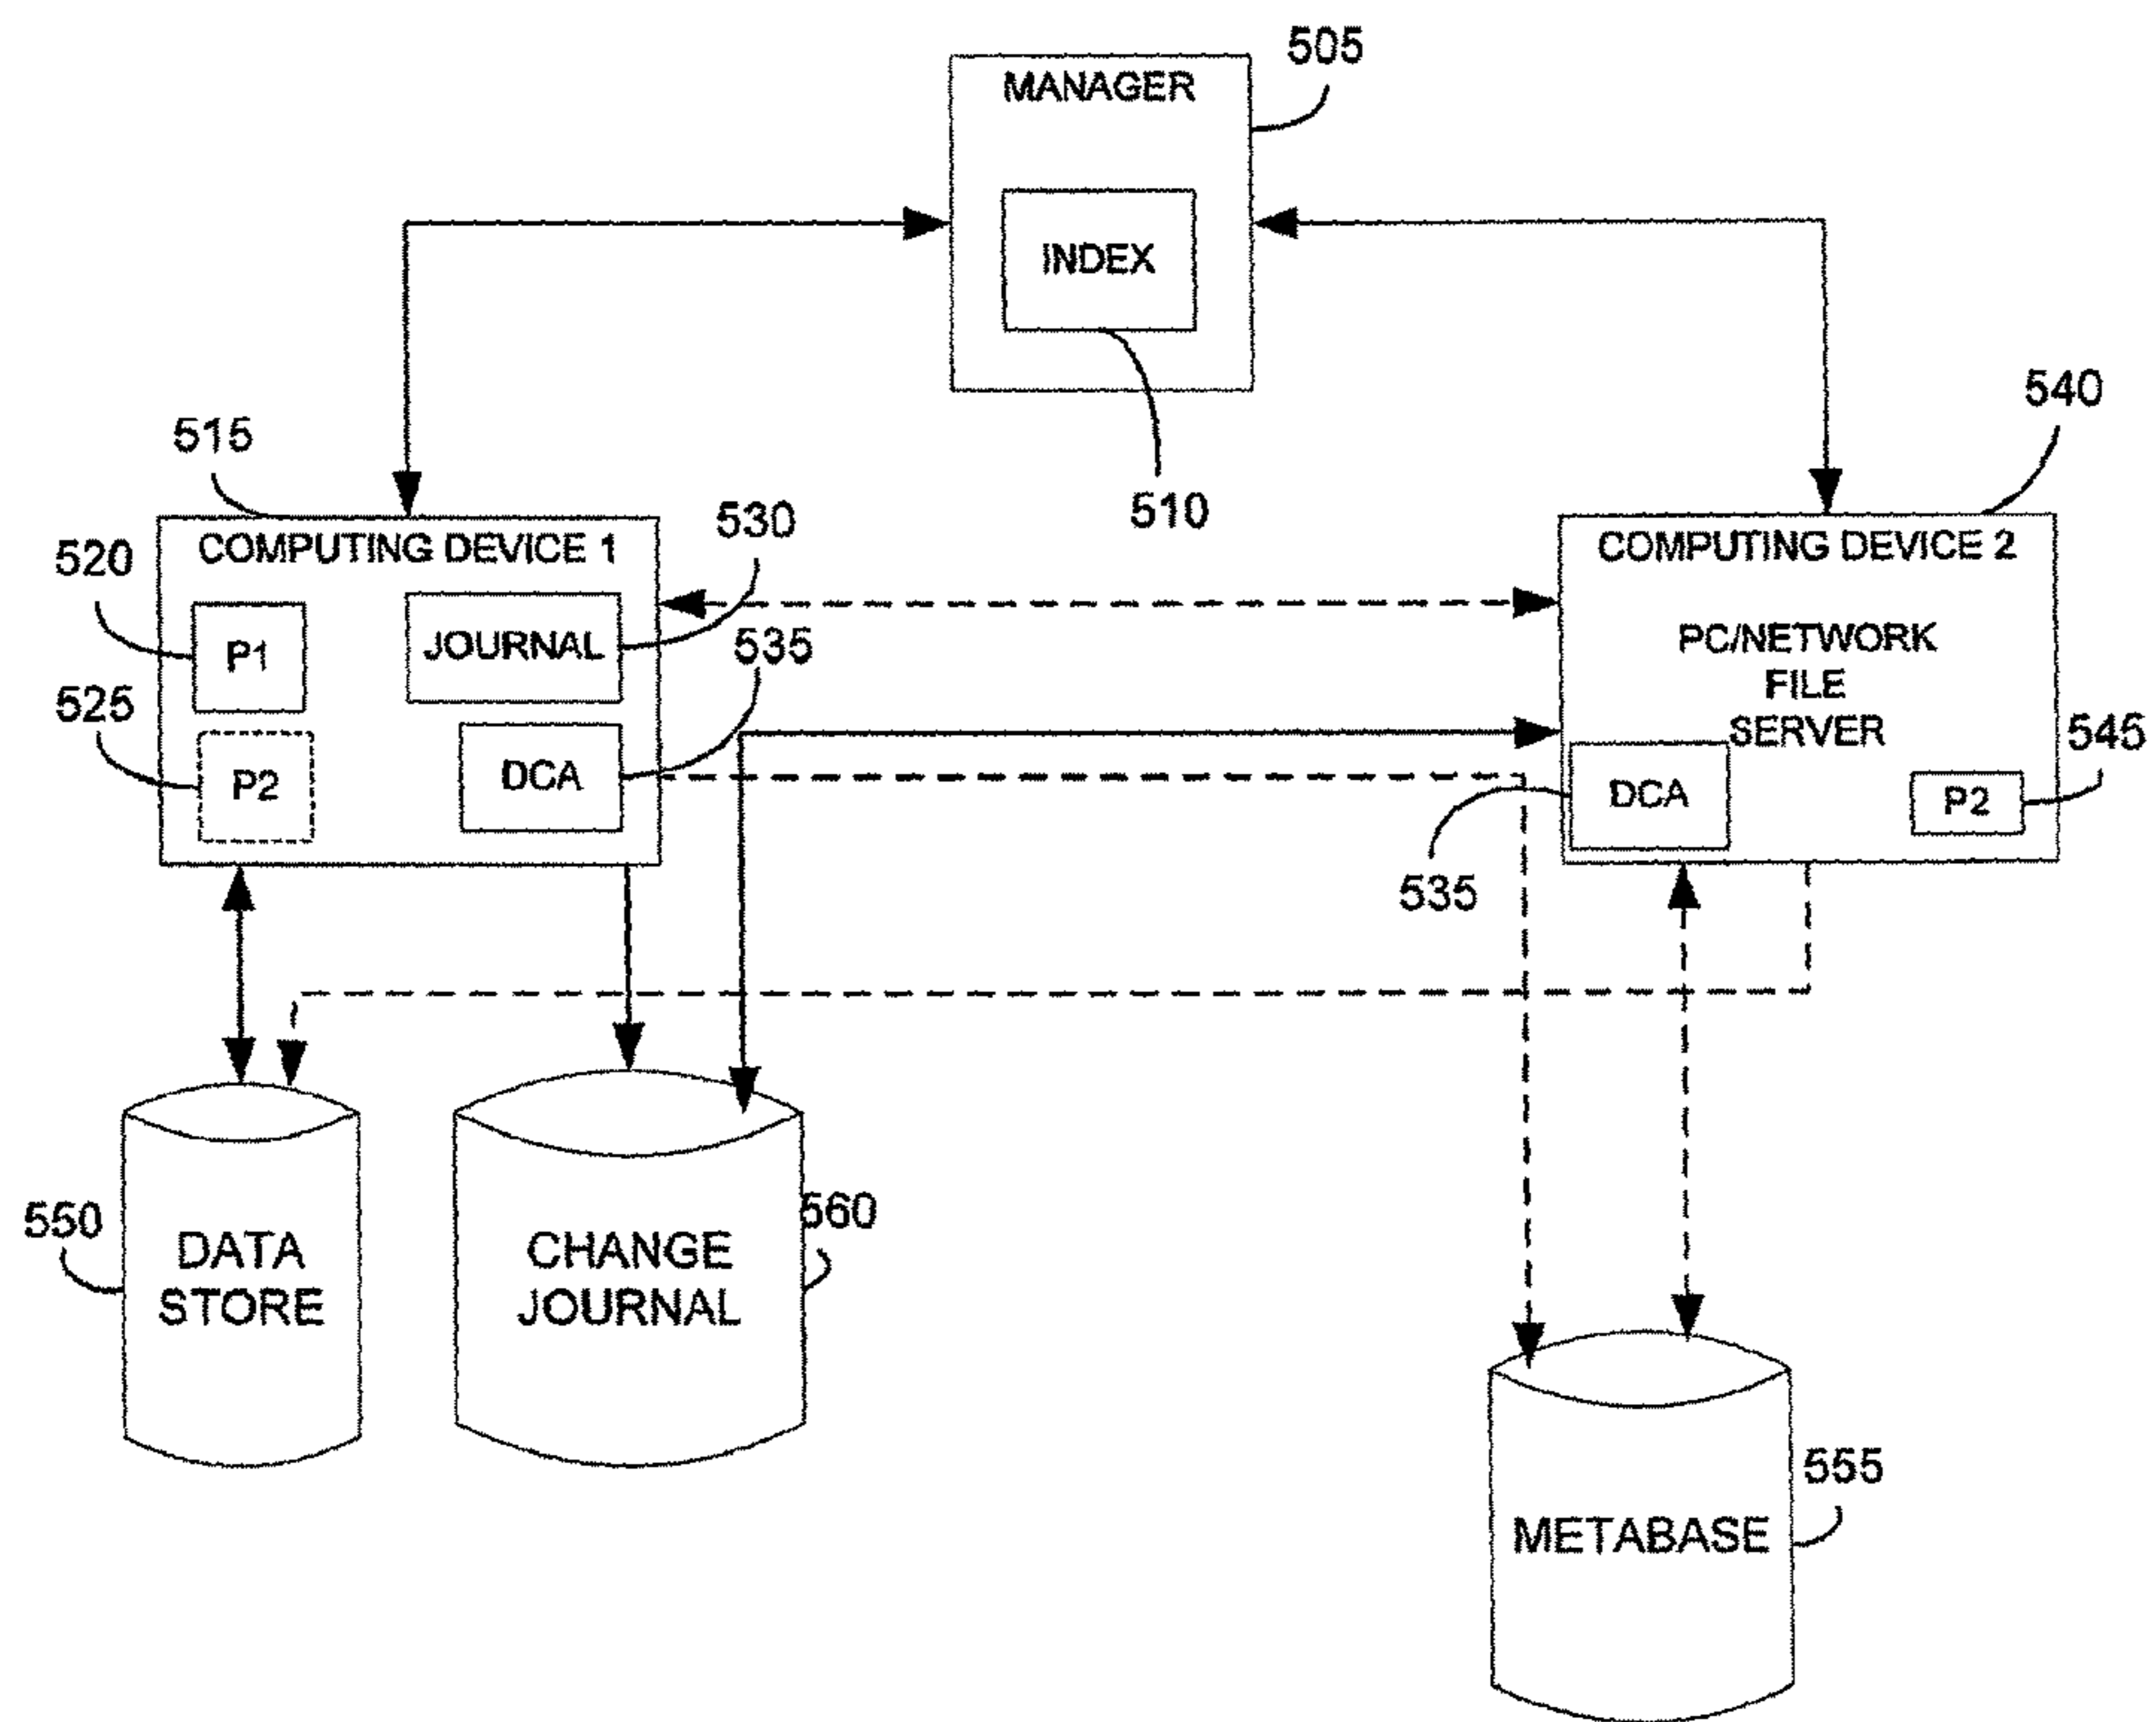 505
MANAGER
INDEX
510
540
515
COMPUTING DEVICE 1
530
520
P1
JOURNAL
535
525
P2
DCA
COMPUTING DEVICE 2
PC/NETWORK
FILE
SERVER
545
DCA
P2
535
550
DATA
STORE
560
CHANGE
JOURNAL
555
METABASE